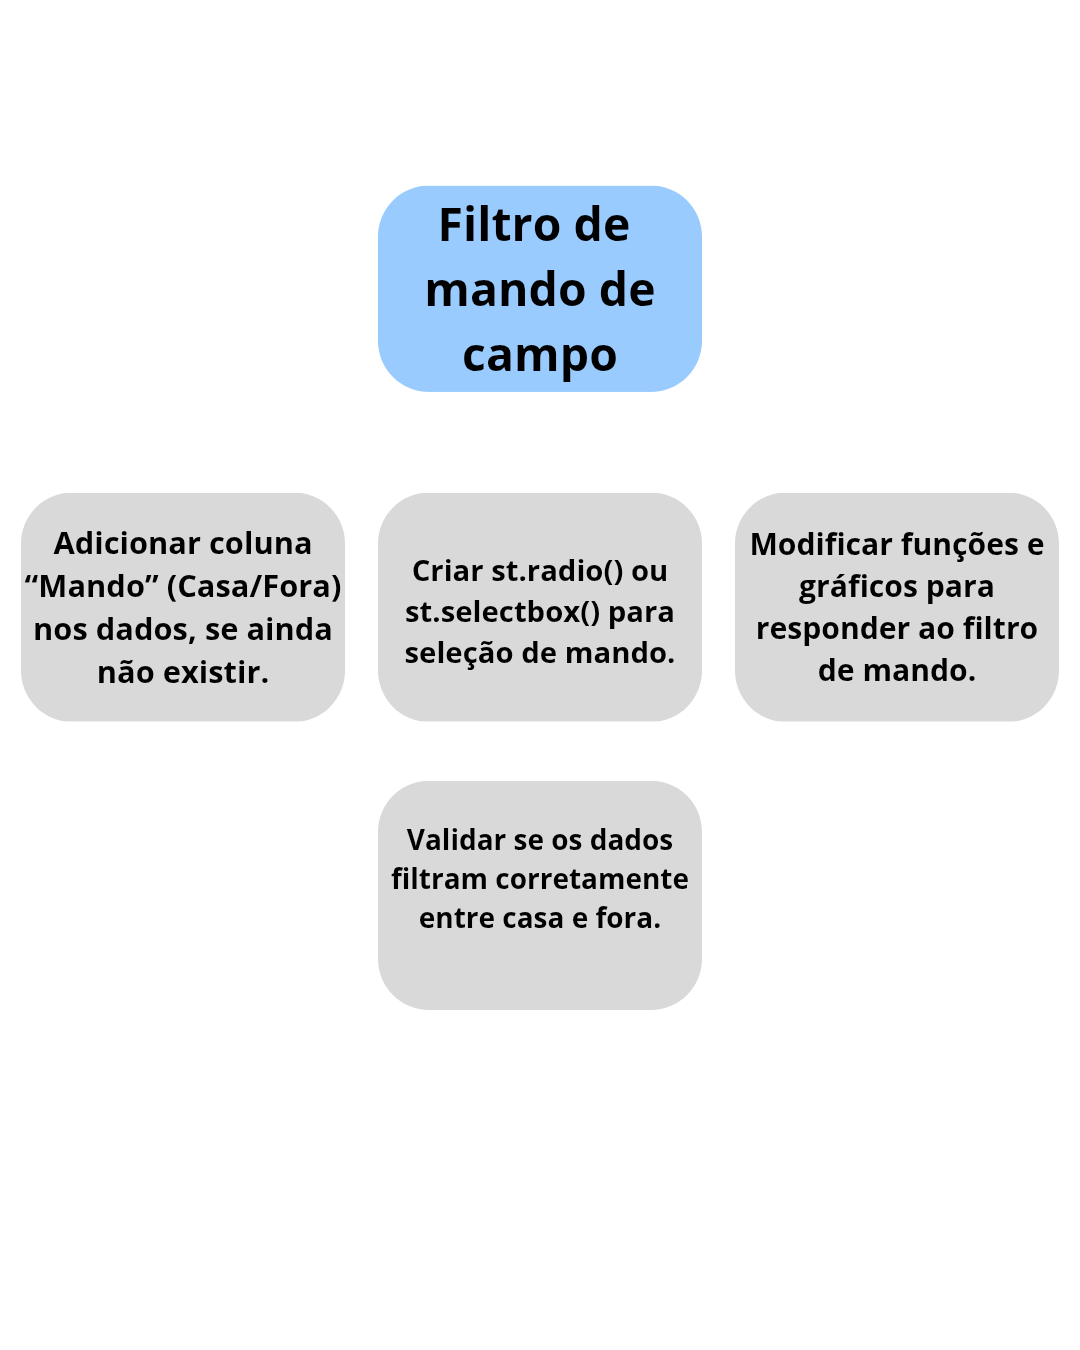 Filtro de
mando de
campo
Adicionar coluna
“Mando” (Casa/Fora)
nos dados, se ainda
não existir.
Criar st.radio() ou
st.selectbox() para
seleção de mando.
Modificar funções e
gráficos para
responder ao filtro
de mando.
Validar se os dados
filtram corretamente
entre casa e fora.